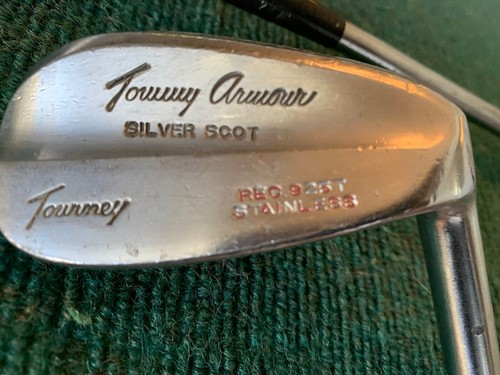 Tommy Armour
SILVER SCOT
Tourney
REG. 925T
STAINLESS